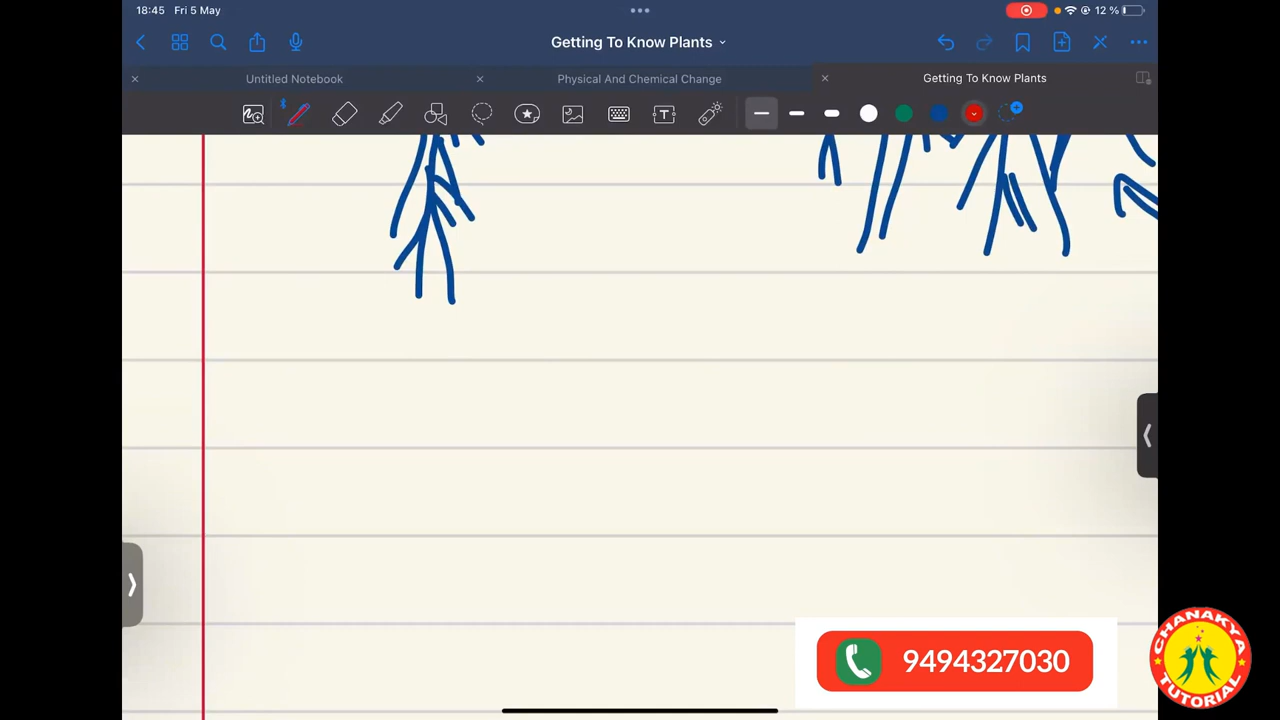 18:45 Fri 5 May
12 %
Getting To Know Plants
Untitled Notebook
Physical And Chemical Change
Getting To Know Plants
T
9494327030
CHANAKYA
TUTORIAL